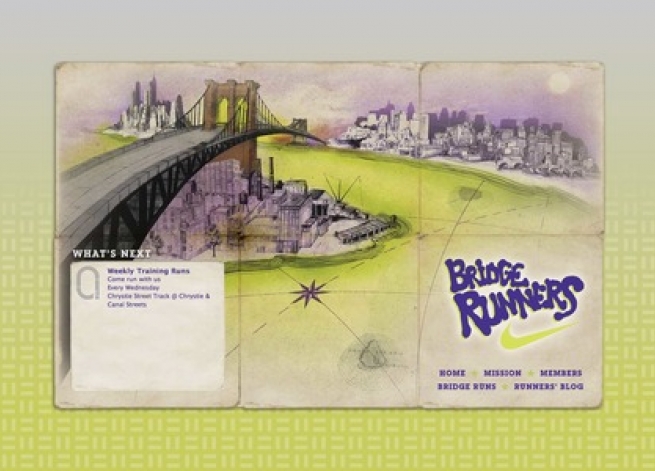 WHAT'S NEXT
a
Weekly Training Runs
Come run with us
Every Wednesday
Chrystie Street Track @ Chrystie &
Canal Streets
BRIDGE
RUNNERS
HOME MISSION MEMBERS
BRIDGE RUNS RUNNERS' BLOG